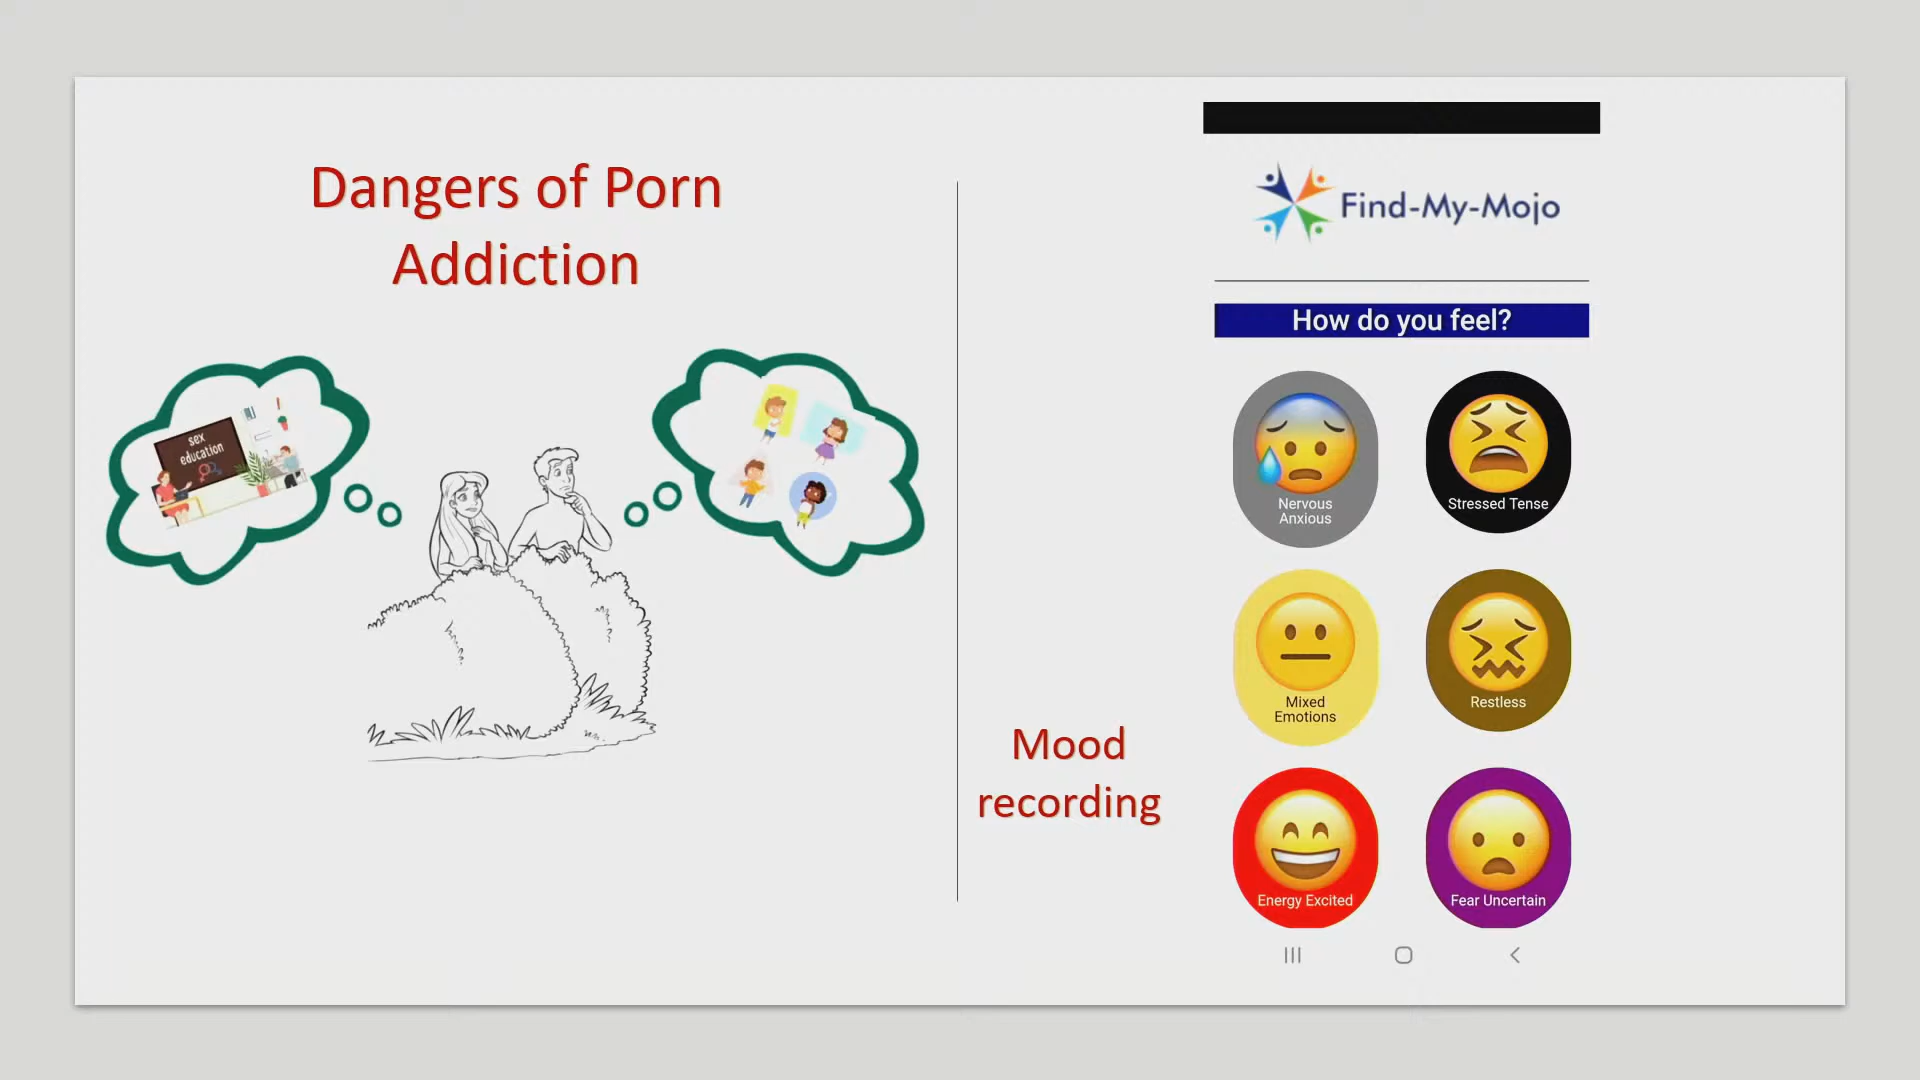 Dangers of Porn
Addiction
sex
education
Find-My-Mojo
How do you feel?
Nervous
Anxious
Stressed Tense
Mixed
Emotions
Restless
Mood
recording
Energy Excited
Fear Uncertain